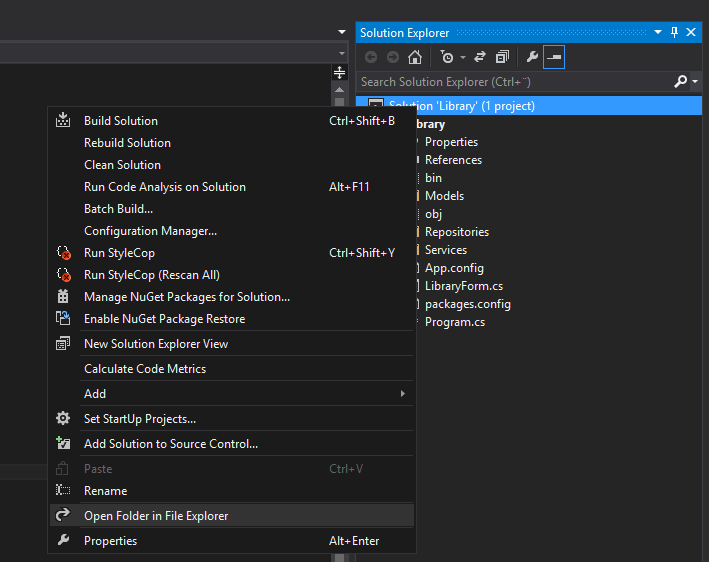 Solution Explorer
Search Solution Explorer (Ctrl+¨)
Solution 'Library' (1 project)
Build Solution Ctrl+Shift+B
Rebuild Solution
Clean Solution
Run Code Analysis on Solution Alt+F11
Batch Build...
Configuration Manager...
Run StyleCop Ctrl+Shift+Y
Run StyleCop (Rescan All)
Manage NuGet Packages for Solution...
Enable NuGet Package Restore
New Solution Explorer View
Calculate Code Metrics
Add
Set StartUp Projects...
Add Solution to Source Control...
Paste Ctrl+V
Rename
Open Folder in File Explorer
Properties Alt+Enter
brary
Properties
References
bin
Models
obj
Repositories
Services
App.config
LibraryForm.cs
packages.config
Program.cs